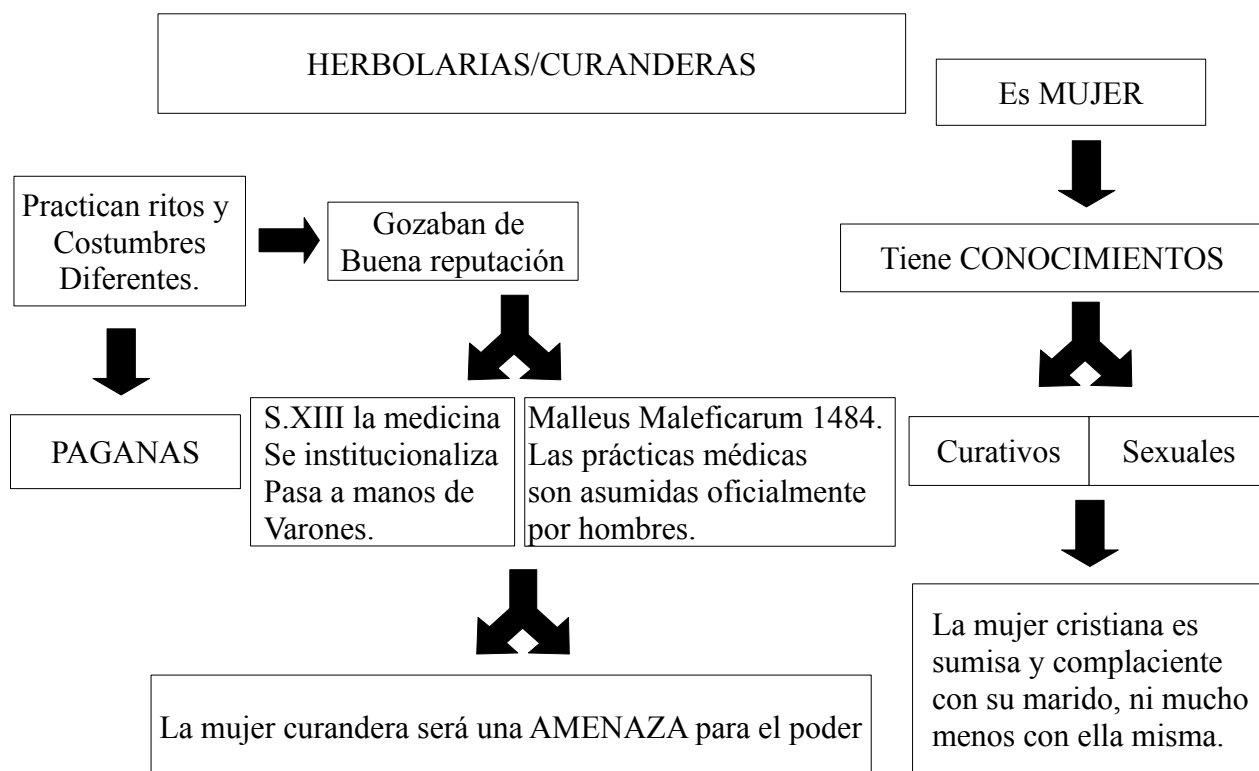 HERBOLARIAS/CURANDERAS
Es MUJER
Practican ritos y
Costumbres
Diferentes.
Gozaban de
Buena reputación
Tiene CONOCIMIENTOS
PAGANAS
S.XIII la medicina
Se institucionaliza
Pasa a manos de
Varones.
Malleus Maleficarum 1484.
Las prácticas médicas
son asumidas oficialmente
por hombres.
Curativos
Sexuales
La mujer curandera será una AMENAZA para el poder
La mujer cristiana es
sumisa y complaciente
con su marido, ni mucho
menos con ella misma.